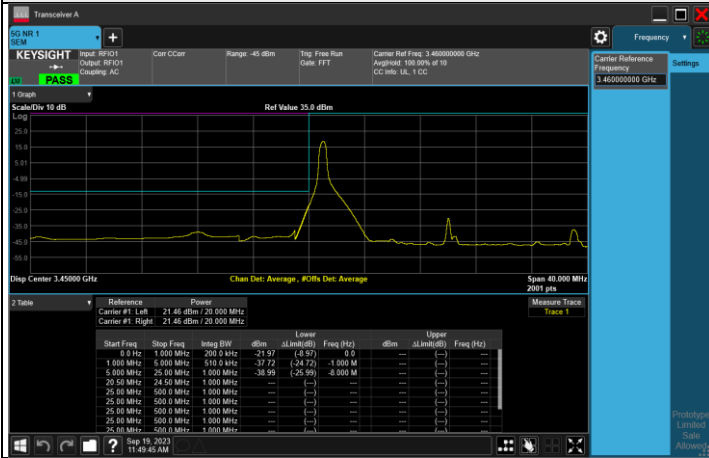 Transceiver A
5G NR 1
SEM
Frequency
KEYSIGHT
Input: RFIO1
Output: RFIO1
Coupling: AC
Corr CCorr
Range: -45 dBm
Trig: Free Run
Gate: FFT
Carrier Ref Freq: 3.460000000 GHz
Avg|Hold: 100.00% of 10
CC Info: UL, 1 CC
PASS
Carrier Reference
Frequency
3.460000000 GHz
Settings
1 Graph
Scale/Div 10 dB
Ref Value 35.0 dBm
Log
25.0
15.0
5.01
-4.99
-15.0
-25.0
-35.0
-45.0
-55.0
Disp Center 3.45000 GHz
Chan Det: Average, #Offs Det: Average
Span 40.000 MHz
2001 pts
2 Table
Reference Power
Carrier #1: Left 21.46 dBm / 20.000 MHz
Carrier #1: Right 21.46 dBm / 20.000 MHz
Measure Trace
Trace 1
Lower Upper
Start Freq Stop Freq Integ BW dBm ΔLimit(dB) Freq (Hz) dBm ΔLimit(dB) Freq (Hz)
0.0 Hz 1.000 MHz 200.0 kHz -21.97 (-8.97) 0.0 --- (---) ---
1.000 MHz 5.000 MHz 510.0 kHz -37.72 (-24.72) -1.000 M --- (---) ---
5.000 MHz 25.00 MHz 1.000 MHz -38.99 (-25.99) -8.000 M --- (---) ---
20.50 MHz 24.50 MHz 1.000 MHz --- (---) --- --- (---) ---
25.00 MHz 500.0 MHz 1.000 MHz --- (---) --- --- (---) ---
25.00 MHz 500.0 MHz 1.000 MHz --- (---) --- --- (---) ---
25.00 MHz 500.0 MHz 1.000 MHz --- (---) --- --- (---) ---
25.00 MHz 500.0 MHz 1.000 MHz --- (---) --- --- (---) ---
25.00 MHz 500.0 MHz 1.000 MHz --- (---) --- --- (---) ---
Prototype
Limited
Sale
Allowed
Sep 19, 2023
11:49:45 AM